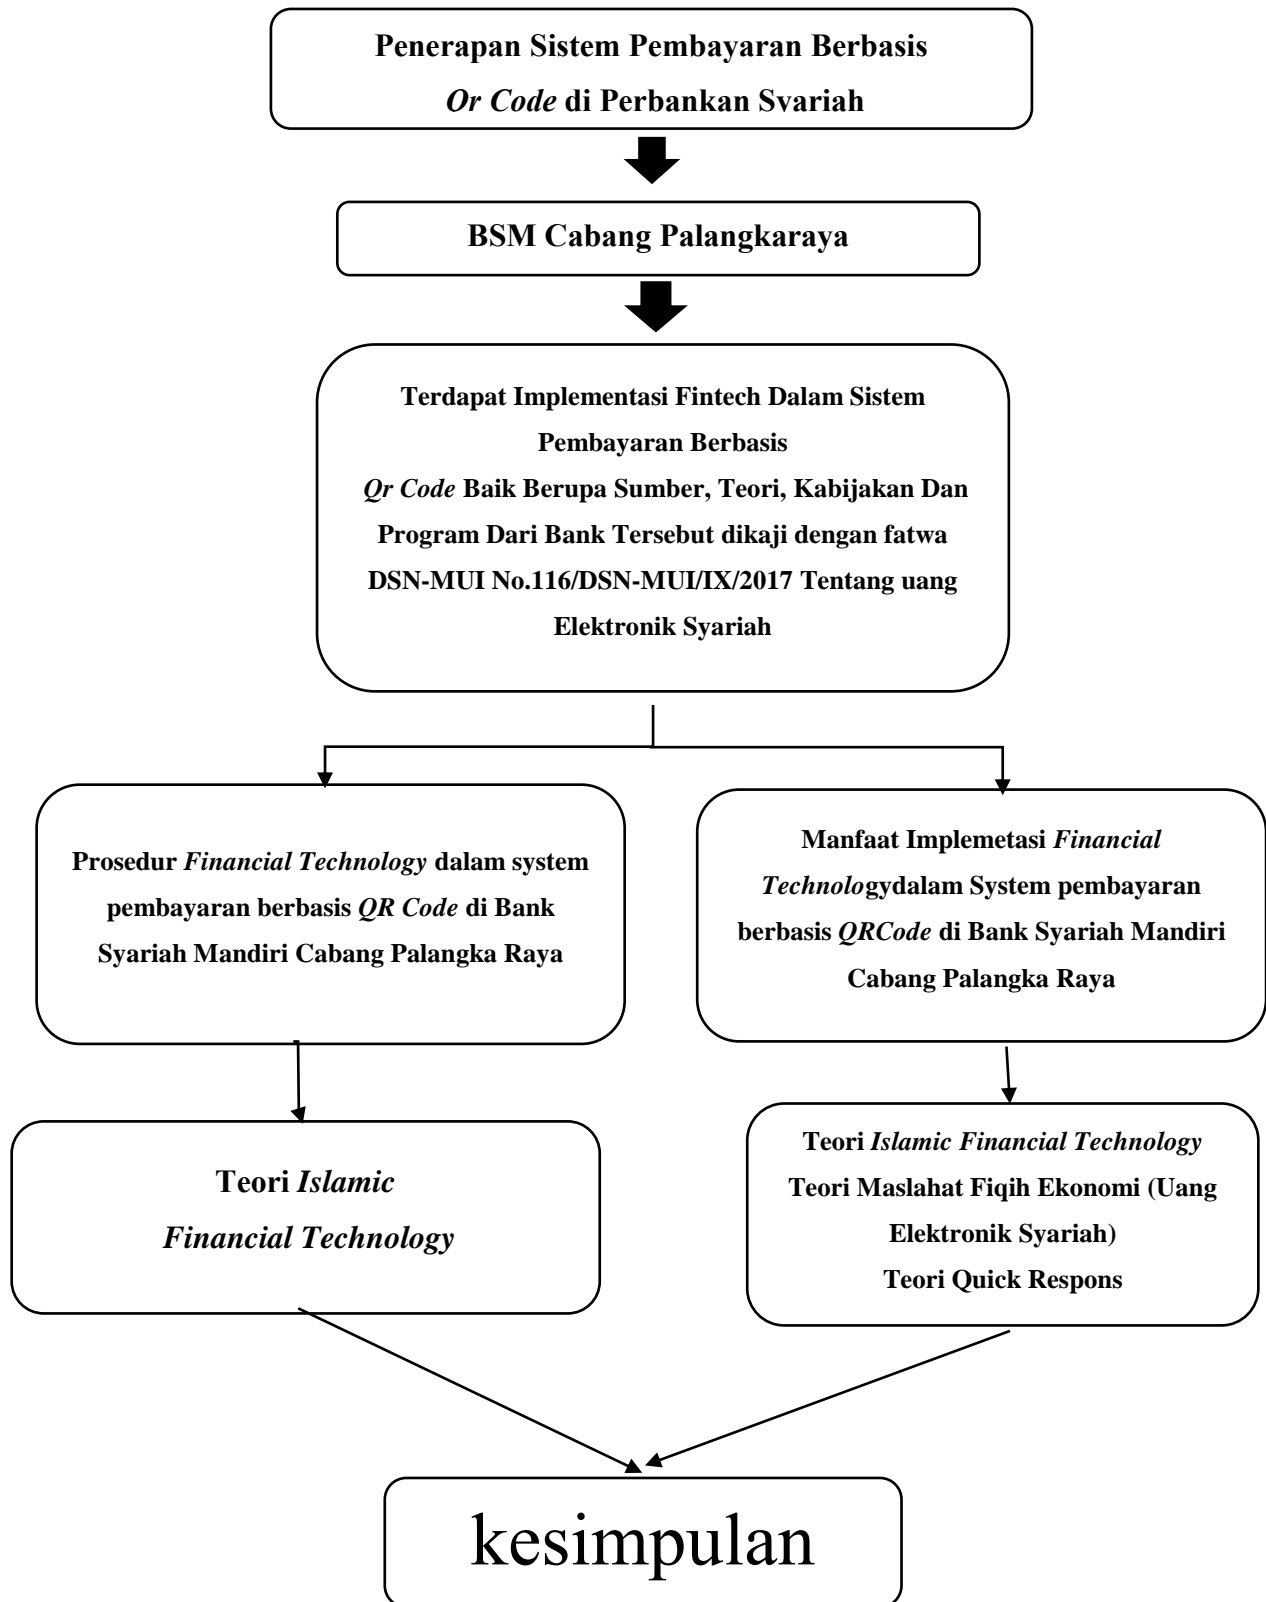 Penerapan Sistem Pembayaran Berbasis
Qr Code di Perbankan Syariah
BSM Cabang Palangkaraya
Terdapat Implementasi Fintech Dalam Sistem
Pembayaran Berbasis
Qr Code Baik Berupa Sumber, Teori, Kabijakan Dan
Program Dari Bank Tersebut dikaji dengan fatwa
DSN-MUI No.116/DSN-MUI/IX/2017 Tentang uang
Elektronik Syariah
Prosedur Financial Technology dalam system
pembayaran berbasis QR Code di Bank
Syariah Mandiri Cabang Palangka Raya
Manfaat Implemetasi Financial
Technologydalam System pembayaran
berbasis QRCode di Bank Syariah Mandiri
Cabang Palangka Raya
Teori Islamic
Financial Technology
Teori Islamic Financial Technology
Teori Maslahat Fiqih Ekonomi (Uang
Elektronik Syariah)
Teori Quick Respons
kesimpulan